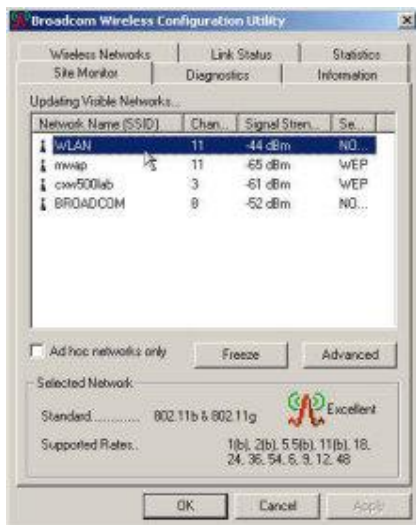 Broadcom Wireless Configuration Utility
Wireless Networks Link Status Statistics
Site Monitor Diagnostics Information
Updating Visible Networks...
Network Name (SSID) Chan... Signal Stren... Se...
WLAN 11 -44 dBm NO...
mwap 11 -65 dBm WEP
cxw500lab 3 -61 dBm WEP
BROADCOM 8 -52 dBm NO...
Ad hoc networks only Freeze Advanced
Selected Network
Standard............ 802.11b & 802.11g Excellent
Supported Rates.. 1(b), 2(b), 5.5(b), 11(b), 18,
24, 36, 54, 6, 9, 12, 48
OK Cancel Apply